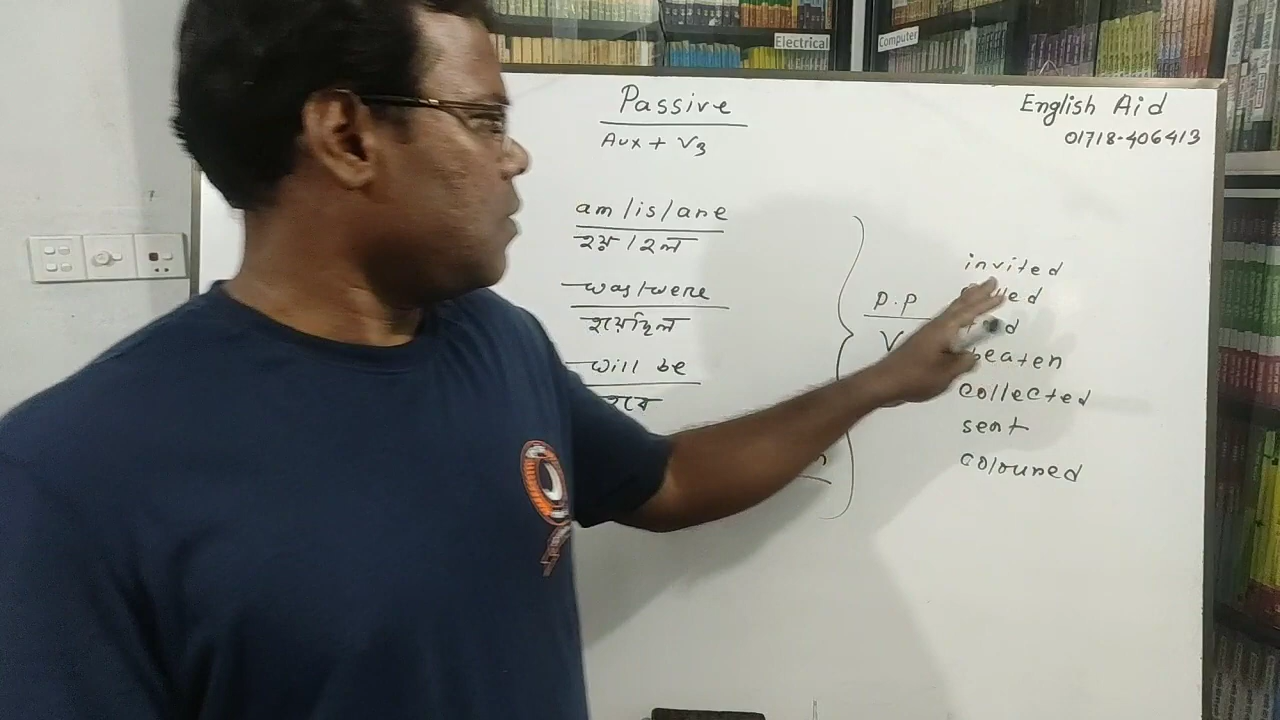 Electrical
Computer
Passive
Aux + V3
English Aid
01718-406413
am/is/are
হয়/হল
was/were
হয়েছিল
will be
হবে
P.P
V
invited
beaten
collected
sent
coloured